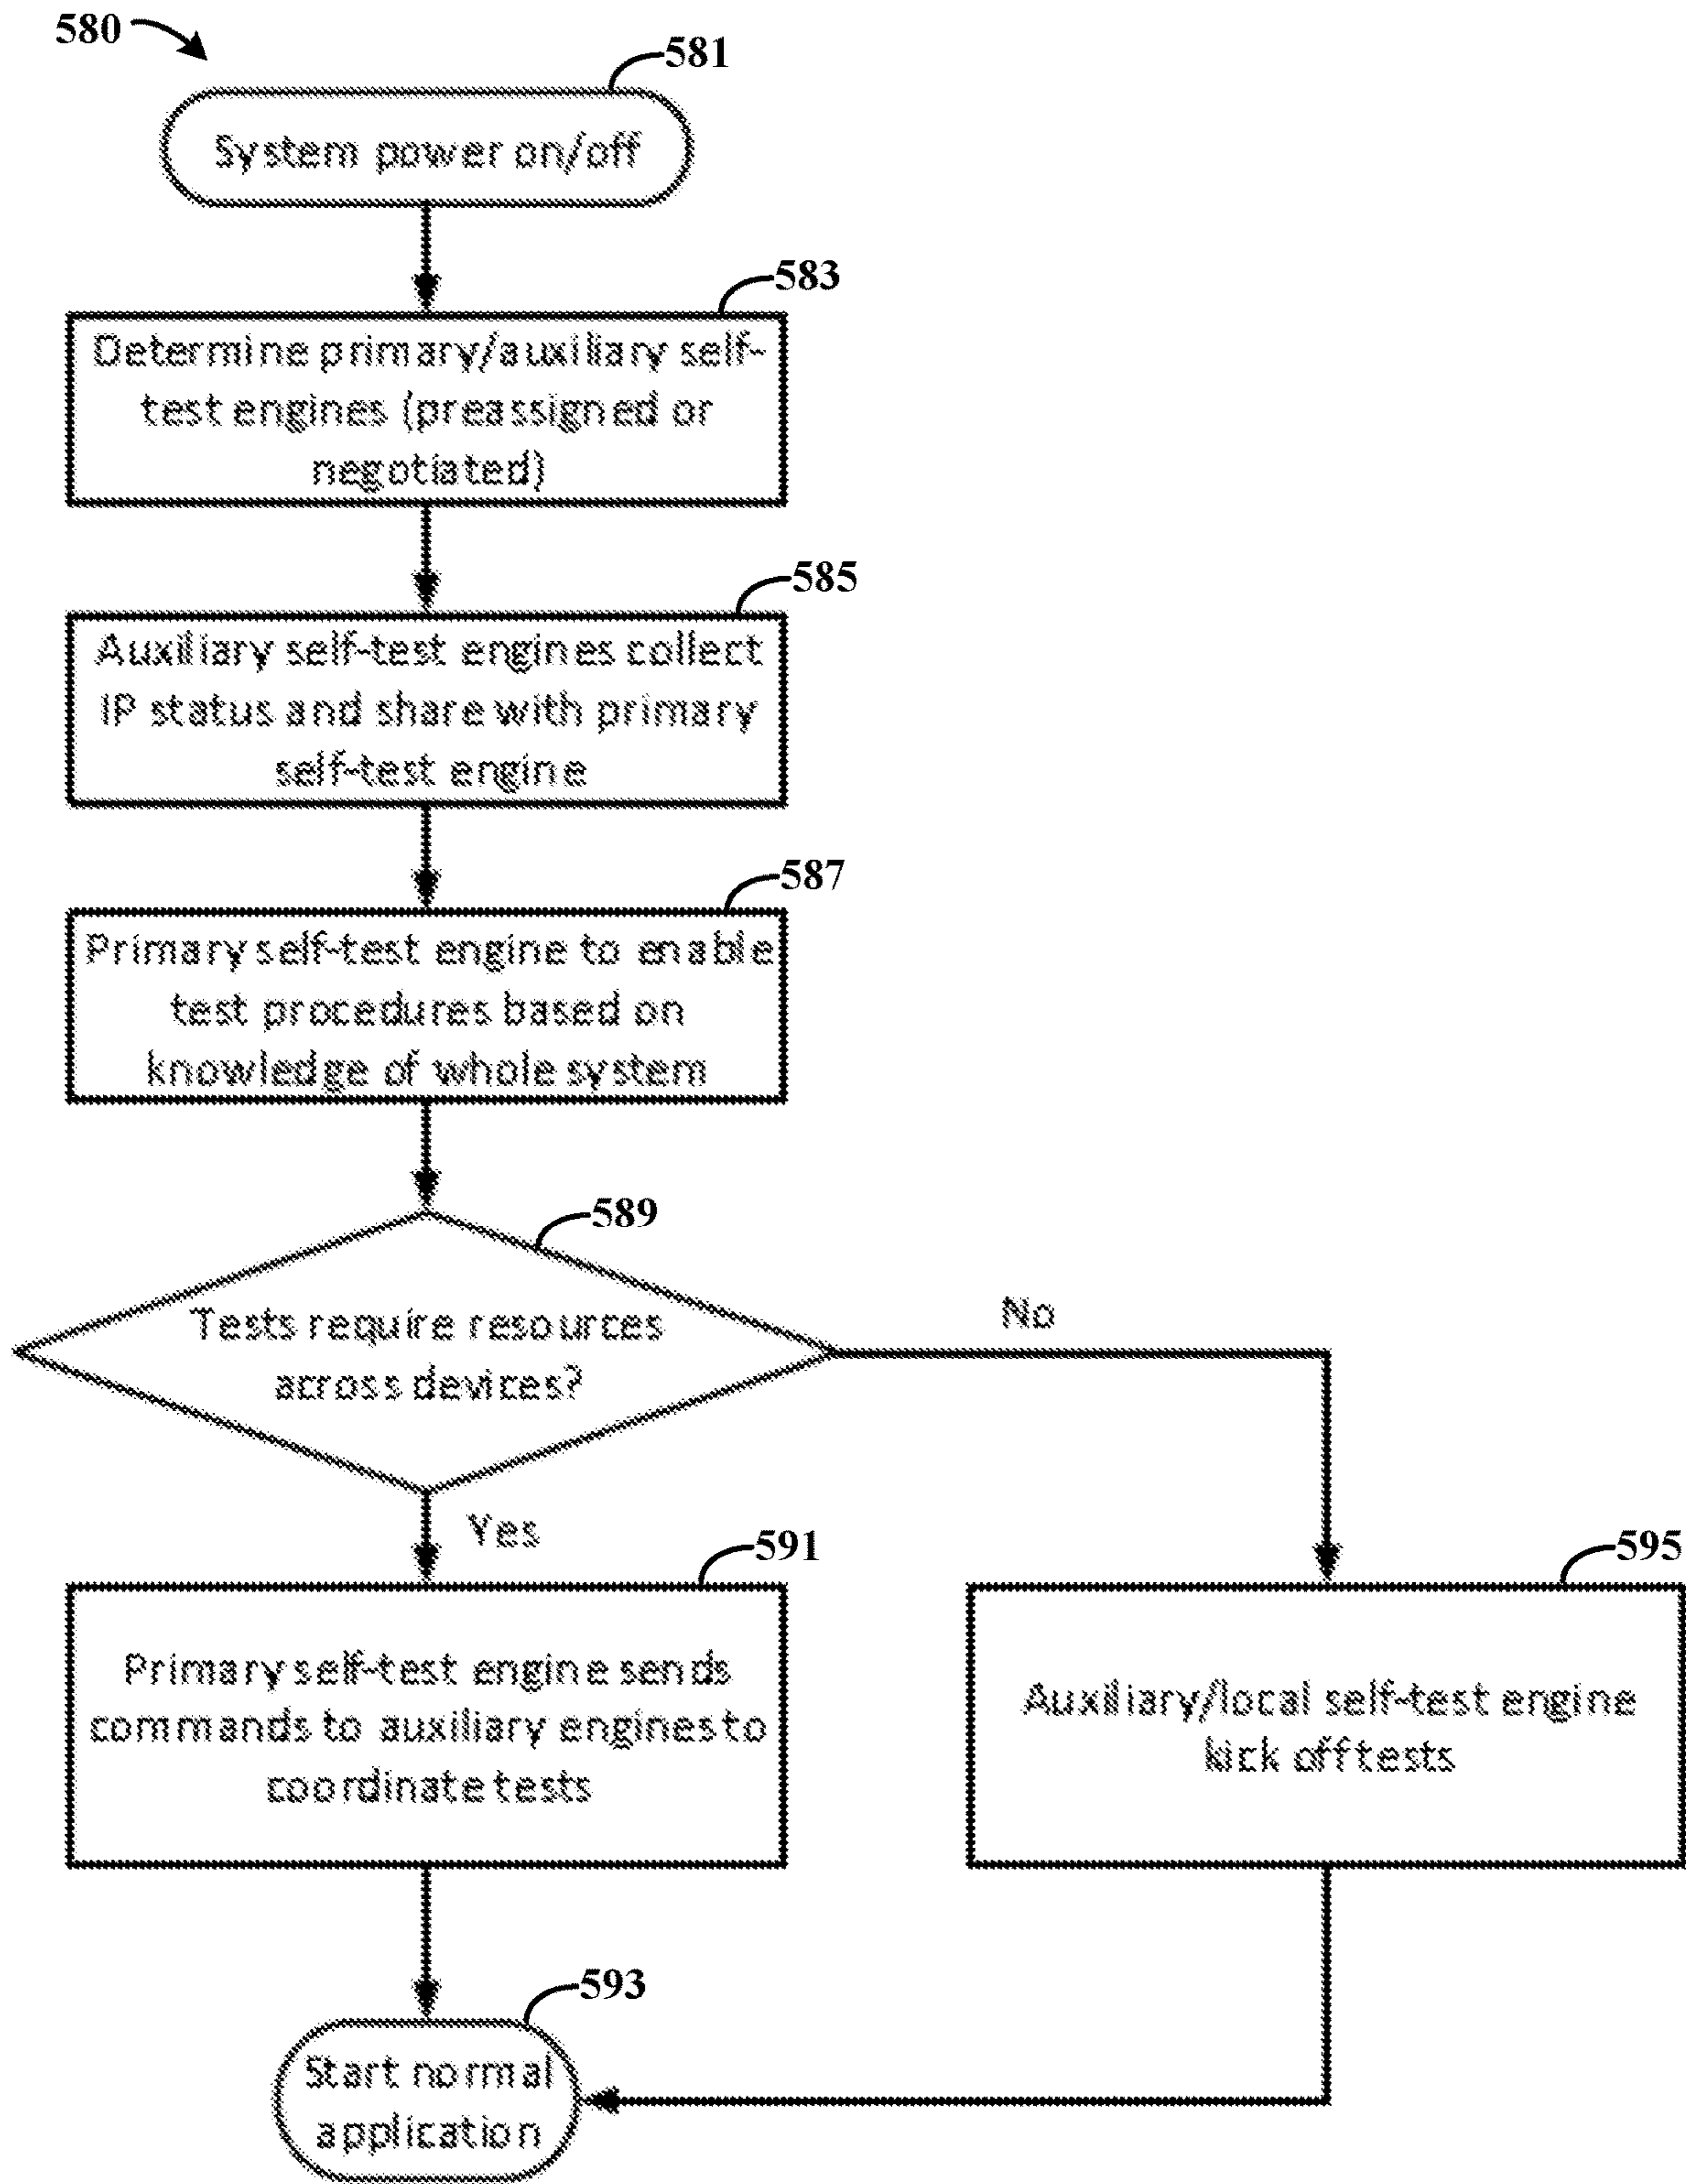 580
581
System power on/off
583
Determine primary/auxiliary self-
test engines (preassigned or
negotiated)
585
Auxiliary self-test engines collect
IP status and share with primary
self-test engine
587
Primary self-test engine to enable
test procedures based on
knowledge of whole system
589
Tests require resources
across devices?
No
Yes
591
Primary self-test engine sends
commands to auxiliary engines to
coordinate tests
595
Auxiliary/local self-test engine
kick off tests
593
Start normal
application